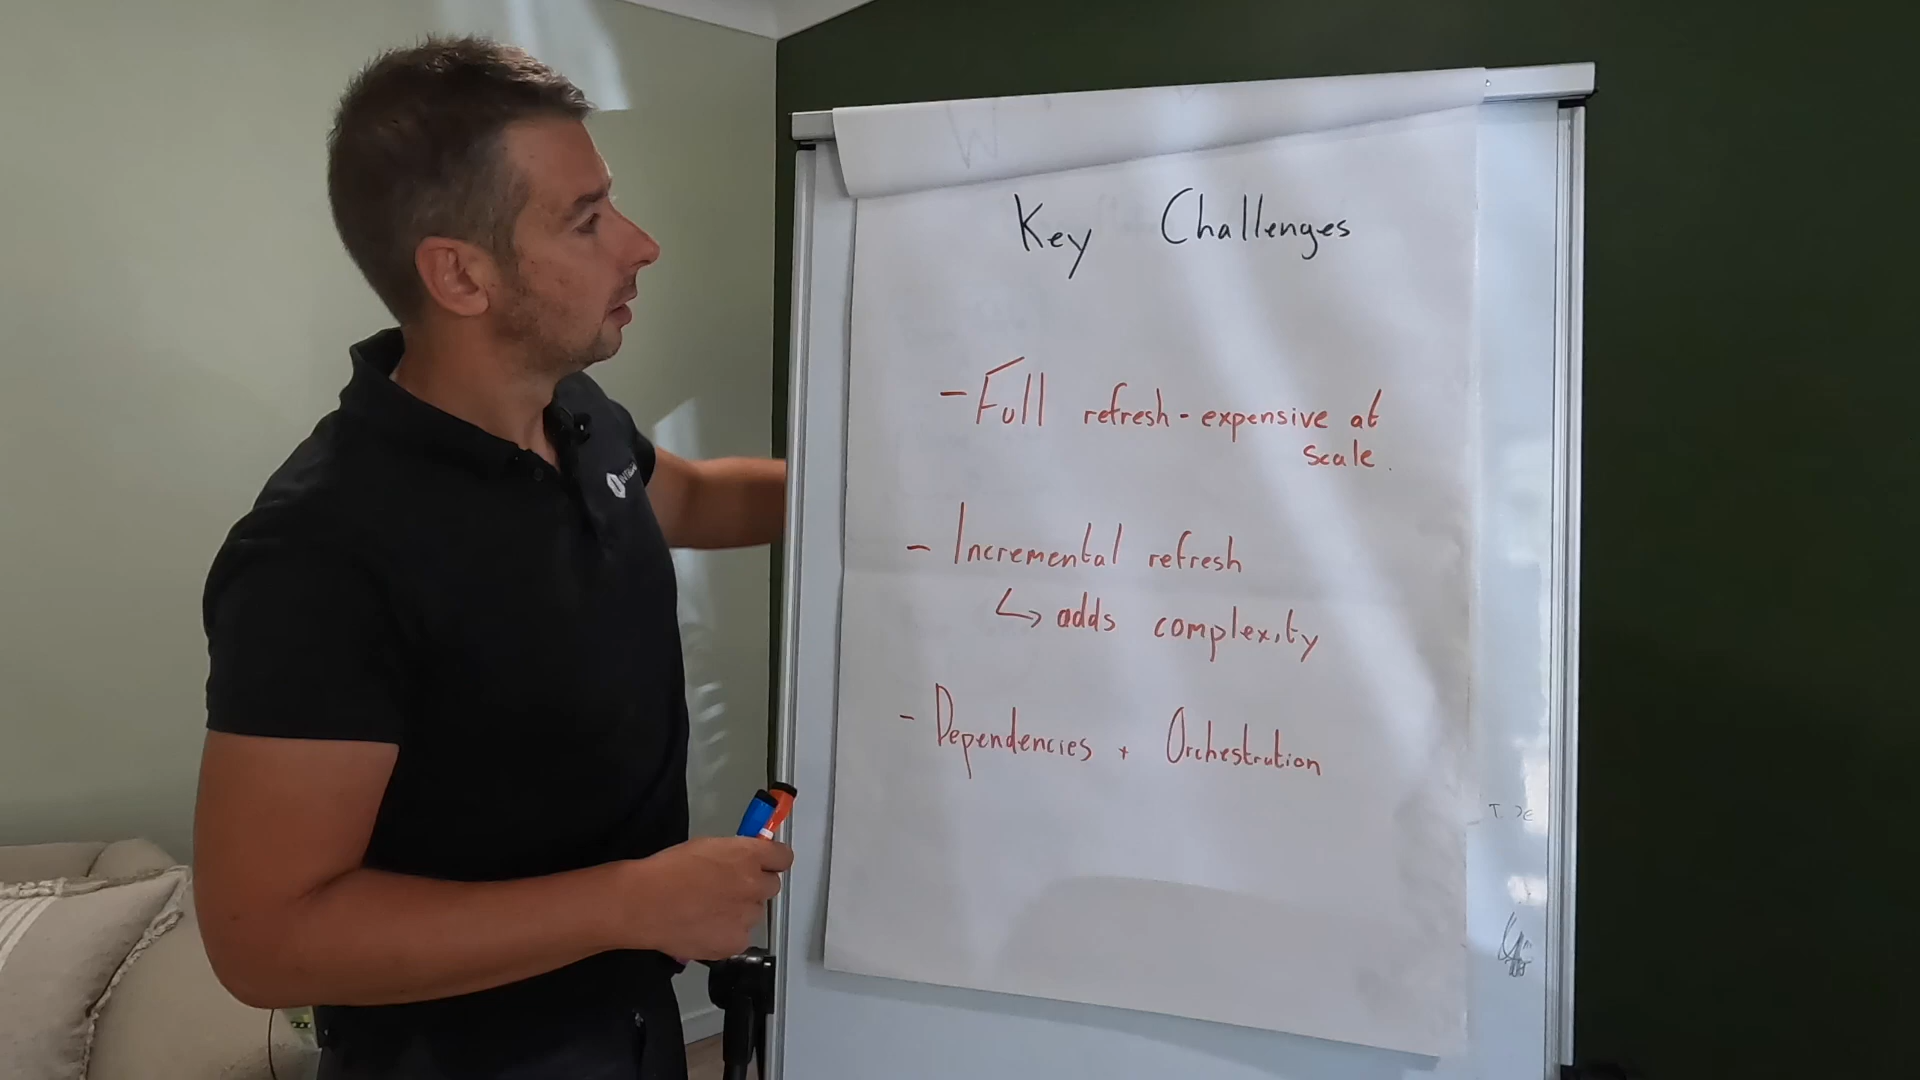 Key Challenges
- Full refresh - expensive at
scale.
- Incremental refresh
↳ adds complexity
- Dependencies + Orchestration